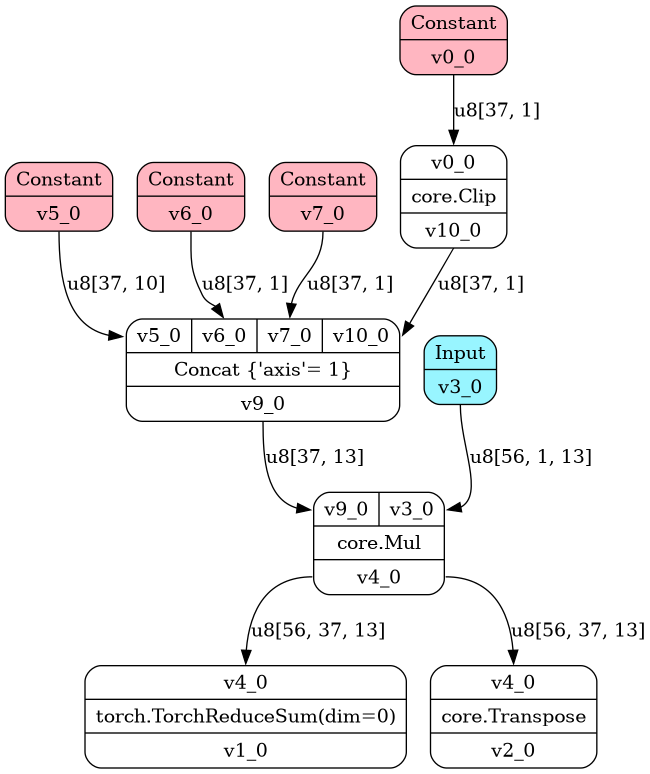 Constant
v0_0
u8[37, 1]
v0_0
core.Clip
v10_0
Constant
v5_0
Constant
v6_0
Constant
v7_0
u8[37, 10]
u8[37, 1]
u8[37, 1]
u8[37, 1]
v5_0 v6_0 v7_0 v10_0
Concat {'axis'= 1}
v9_0
Input
v3_0
u8[37, 13]
u8[56, 1, 13]
v9_0 v3_0
core.Mul
v4_0
u8[56, 37, 13]
u8[56, 37, 13]
v4_0
torch.TorchReduceSum(dim=0)
v1_0
v4_0
core.Transpose
v2_0